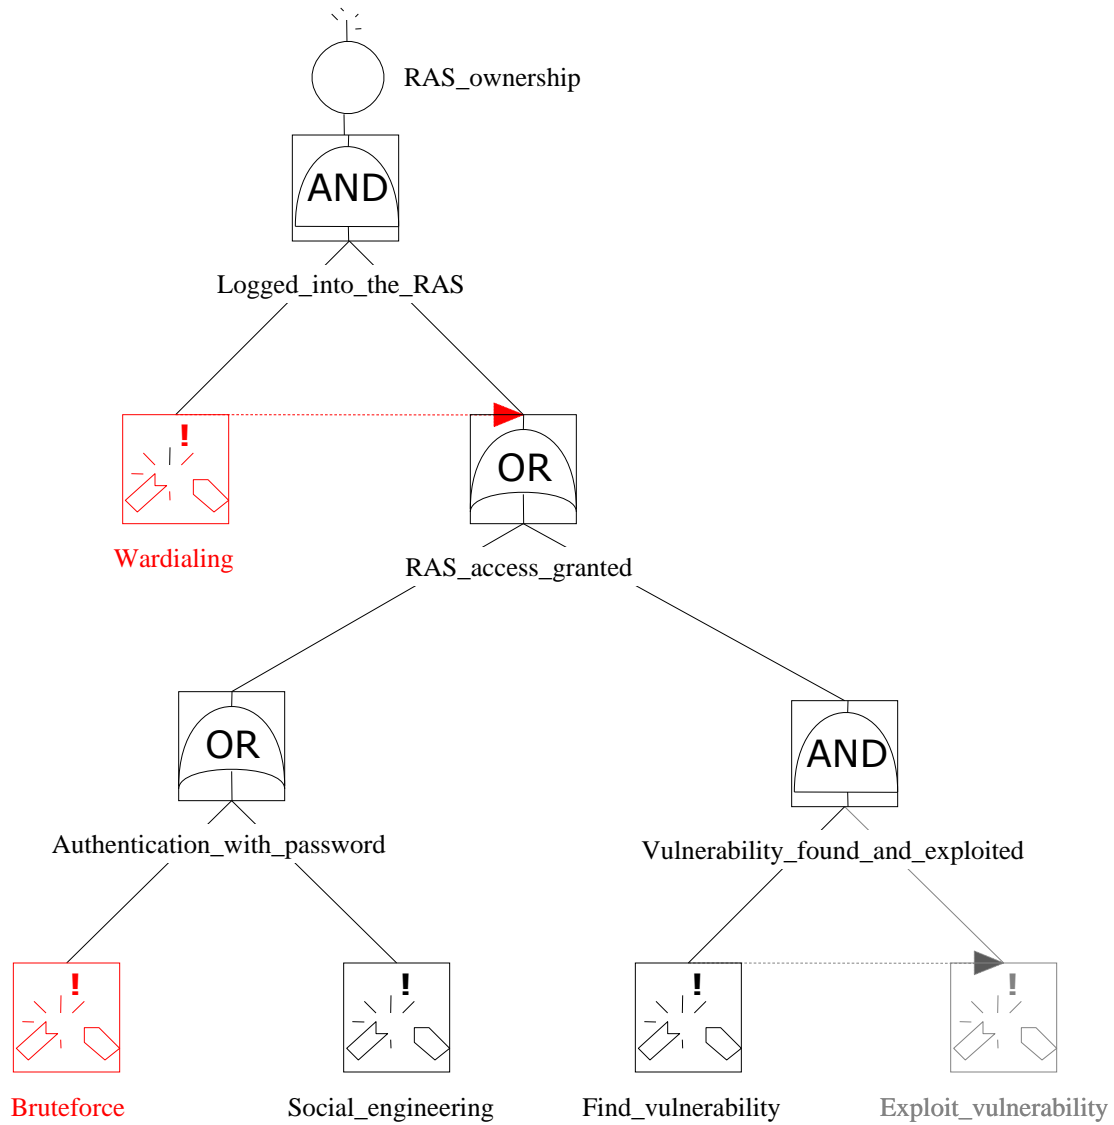 RAS_ownership
AND
Logged_into_the_RAS
!
OR
Wardialing
RAS_access_granted
OR
AND
Authentication_with_password
Vulnerability_found_and_exploited
!
!
!
!
Bruteforce
Social_engineering
Find_vulnerability
Exploit_vulnerability